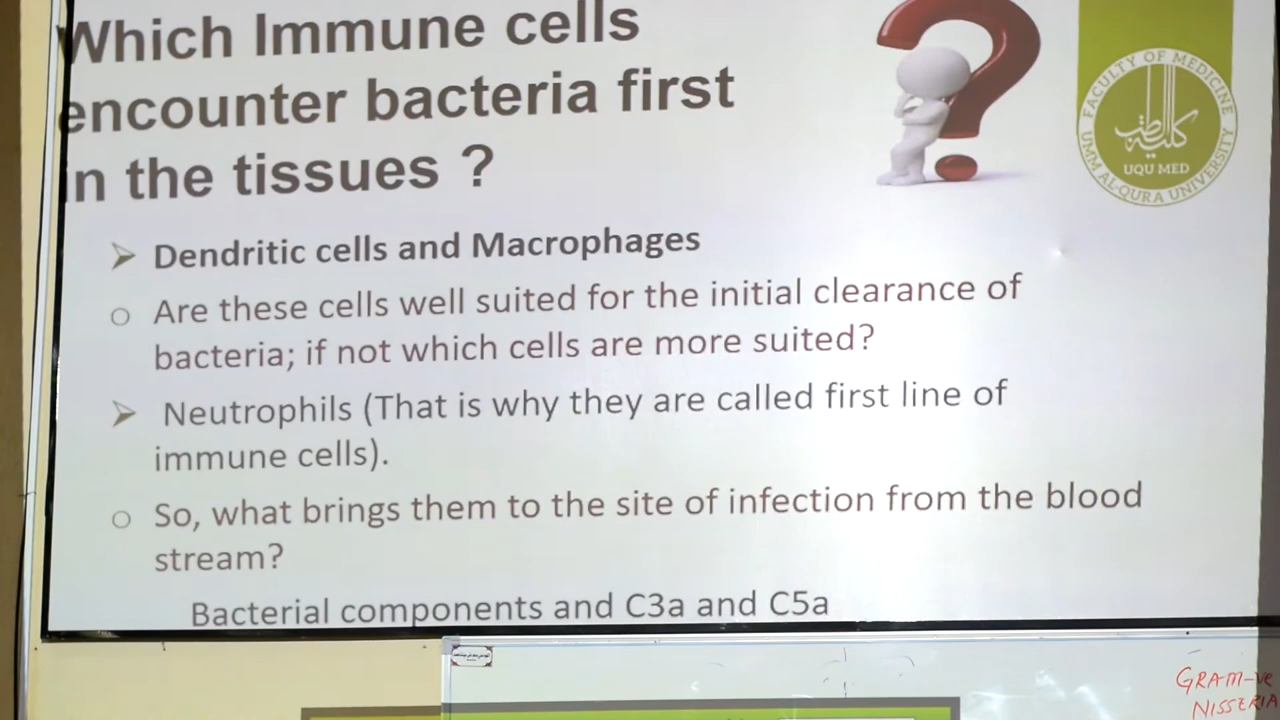 Which Immune cells
encounter bacteria first
in the tissues ?
FACULTY OF MEDICINE
كلية الطب
UQU MED
UMM AL-QURA UNIVERSITY
➢ Dendritic cells and Macrophages
o Are these cells well suited for the initial clearance of
bacteria; if not which cells are more suited?
➢ Neutrophils (That is why they are called first line of
immune cells).
o So, what brings them to the site of infection from the blood
stream?
Bacterial components and C3a and C5a
GRAM-ve
NISSERIA